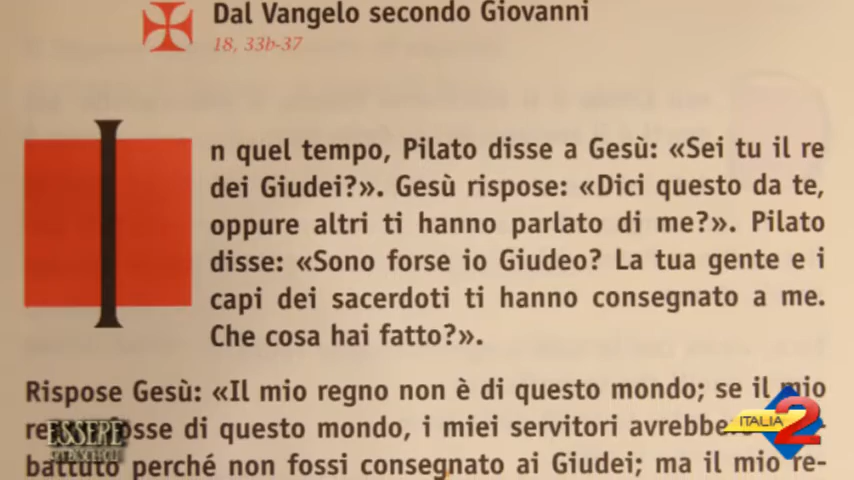 Dal Vangelo secondo Giovanni
18, 33b-37
In quel tempo, Pilato disse a Gesù: «Sei tu il re
dei Giudei?». Gesù rispose: «Dici questo da te,
oppure altri ti hanno parlato di me?». Pilato
disse: «Sono forse io Giudeo? La tua gente e i
capi dei sacerdoti ti hanno consegnato a me.
Che cosa hai fatto?».
Rispose Gesù: «Il mio regno non è di questo mondo; se il mio
di questo mondo, i miei servitori
battuto perché non fossi consegnato ai Giudei; ma il mio re-
ESSERE
ITALIA 2